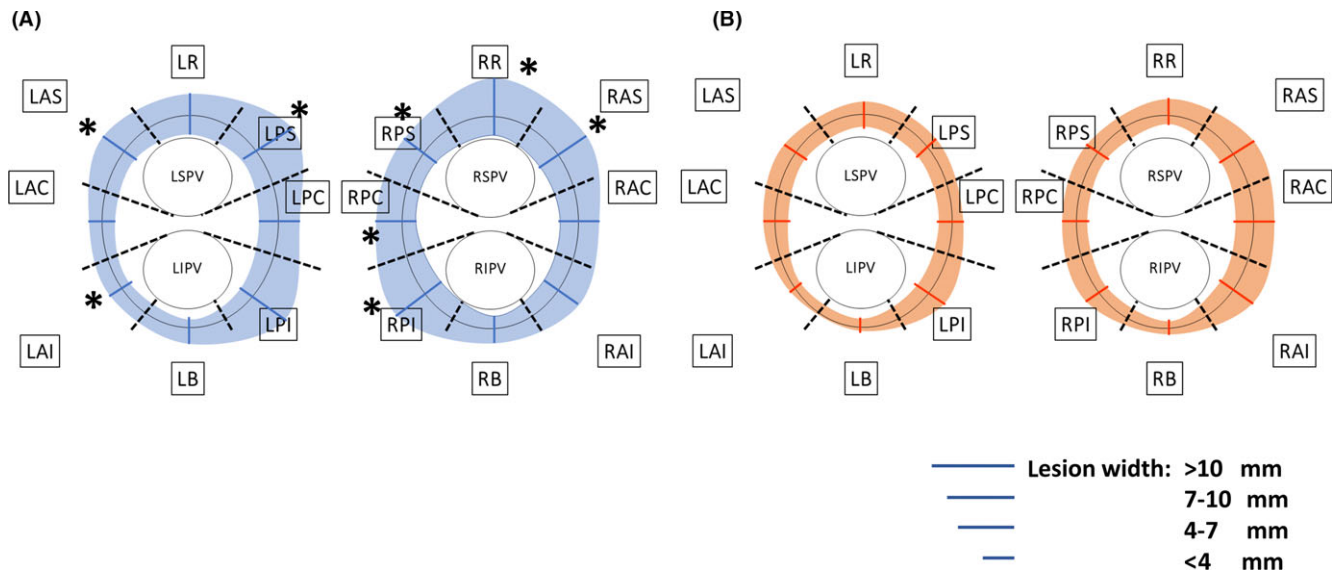 (A)
(B)
LR
RR
LR
RR
LAS
*
RAS
LAS
RAS
*
LPS
*
*
RPS
*
LPS
RPS
LSPV
RSPV
LSPV
RSPV
LAC
LPC
RPC
RAC
LAC
LPC
RPC
RAC
*
LIPV
RIPV
LIPV
RIPV
*
*
LPI
RPI
LPI
RPI
LAI
RAI
LAI
RAI
LB
RB
LB
RB
Lesion width: >10 mm
7-10 mm
4-7 mm
<4 mm